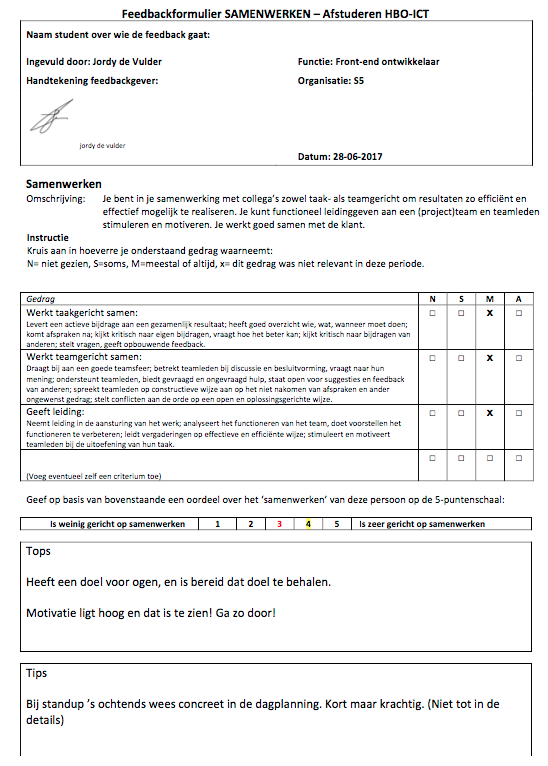 Feedbackformulier SAMENWERKEN – Afstuderen HBO-ICT
Naam student over wie de feedback gaat:
Ingevuld door: Jordy de Vulder Functie: Front-end ontwikkelaar
Handtekening feedbackgever: Organisatie: S5
jordy de vulder
Datum: 28-06-2017
Samenwerken
Omschrijving: Je bent in je samenwerking met collega's zowel taak- als teamgericht om resultaten zo efficiënt en
effectief mogelijk te realiseren. Je kunt functioneel leidinggeven aan een (project)team en teamleden
stimuleren en motiveren. Je werkt goed samen met de klant.
Instructie
Kruis aan in hoeverre je onderstaand gedrag waarneemt:
N= niet gezien, S=soms, M=meestal of altijd, x= dit gedrag was niet relevant in deze periode.
Gedrag N S M A
Werkt taakgericht samen: □ □ X □
Levert een actieve bijdrage aan een gezamenlijk resultaat; heeft goed overzicht wie, wat, wanneer moet doen;
komt afspraken na; kijkt kritisch naar eigen bijdragen, vraagt hoe het beter kan; kijkt kritisch naar bijdragen van
anderen; stelt vragen, geeft opbouwende feedback.
Werkt teamgericht samen: □ □ X □
Draagt bij aan een goede teamsfeer; betrekt teamleden bij discussie en besluitvorming, vraagt naar hun
mening; ondersteunt teamleden, biedt gevraagd en ongevraagd hulp, staat open voor suggesties en feedback
van anderen; spreekt teamleden op constructieve wijze aan op het niet nakomen van afspraken en ander
ongewenst gedrag; stelt conflicten aan de orde op een open en oplossingsgerichte wijze.
Geeft leiding: □ □ X □
Neemt leiding in de aansturing van het werk; analyseert het functioneren van het team, doet voorstellen het
functioneren te verbeteren; leidt vergaderingen op effectieve en efficiënte wijze; stimuleert en motiveert
teamleden bij de uitoefening van hun taak.
□ □ □ □
(Voeg eventueel zelf een criterium toe)
Geef op basis van bovenstaande een oordeel over het 'samenwerken' van deze persoon op de 5-puntenschaal:
Is weinig gericht op samenwerken 1 2 3 4 5 Is zeer gericht op samenwerken
Tops
Heeft een doel voor ogen, en is bereid dat doel te behalen.
Motivatie ligt hoog en dat is te zien! Ga zo door!
Tips
Bij standup 's ochtends wees concreet in de dagplanning. Kort maar krachtig. (Niet tot in de
details)